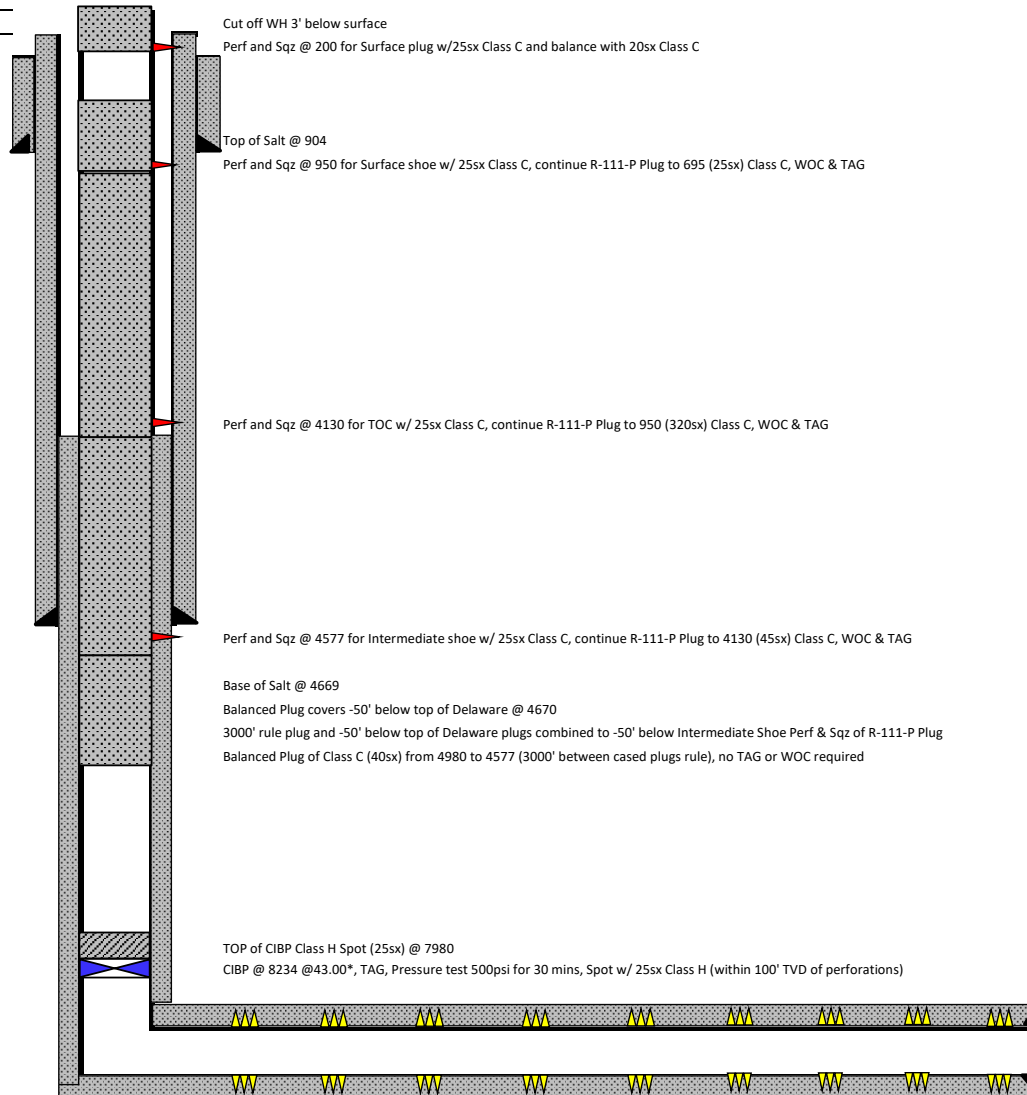 Cut off WH 3' below surface
Perf and Sqz @ 200 for Surface plug w/25sx Class C and balance with 20sx Class C
Top of Salt @ 904
Perf and Sqz @ 950 for Surface shoe w/ 25sx Class C, continue R-111-P Plug to 695 (25sx) Class C, WOC & TAG
Perf and Sqz @ 4130 for TOC w/ 25sx Class C, continue R-111-P Plug to 950 (320sx) Class C, WOC & TAG
Perf and Sqz @ 4577 for Intermediate shoe w/ 25sx Class C, continue R-111-P Plug to 4130 (45sx) Class C, WOC & TAG
Base of Salt @ 4669
Balanced Plug covers -50' below top of Delaware @ 4670
3000' rule plug and -50' below top of Delaware plugs combined to -50' below Intermediate Shoe Perf & Sqz of R-111-P Plug
Balanced Plug of Class C (40sx) from 4980 to 4577 (3000' between cased plugs rule), no TAG or WOC required
TOP of CIBP Class H Spot (25sx) @ 7980
CIBP @ 8234 @43.00*, TAG, Pressure test 500psi for 30 mins, Spot w/ 25sx Class H (within 100' TVD of perforations)